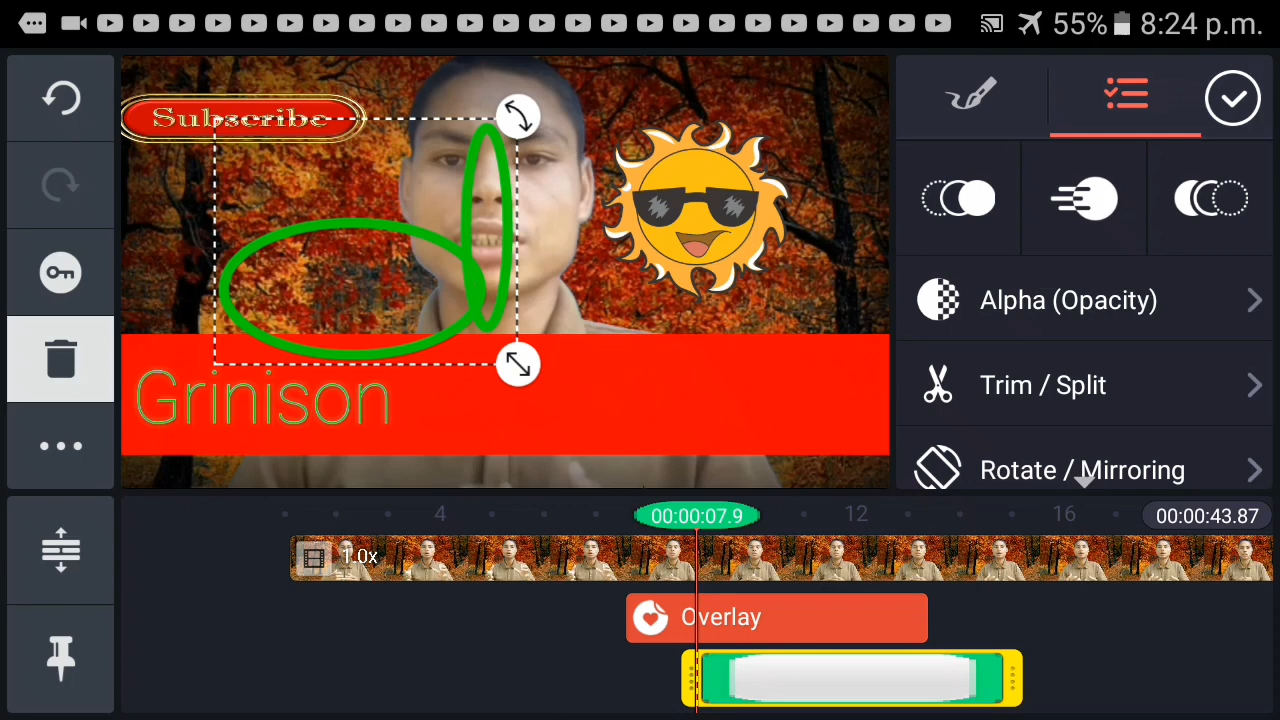 55% 8:24 p.m.
Subscribe
Grinison
Alpha (Opacity)
Trim / Split
Rotate / Mirroring
4 00:00:07.9 12 16 00:00:43.87
1.0x
Overlay